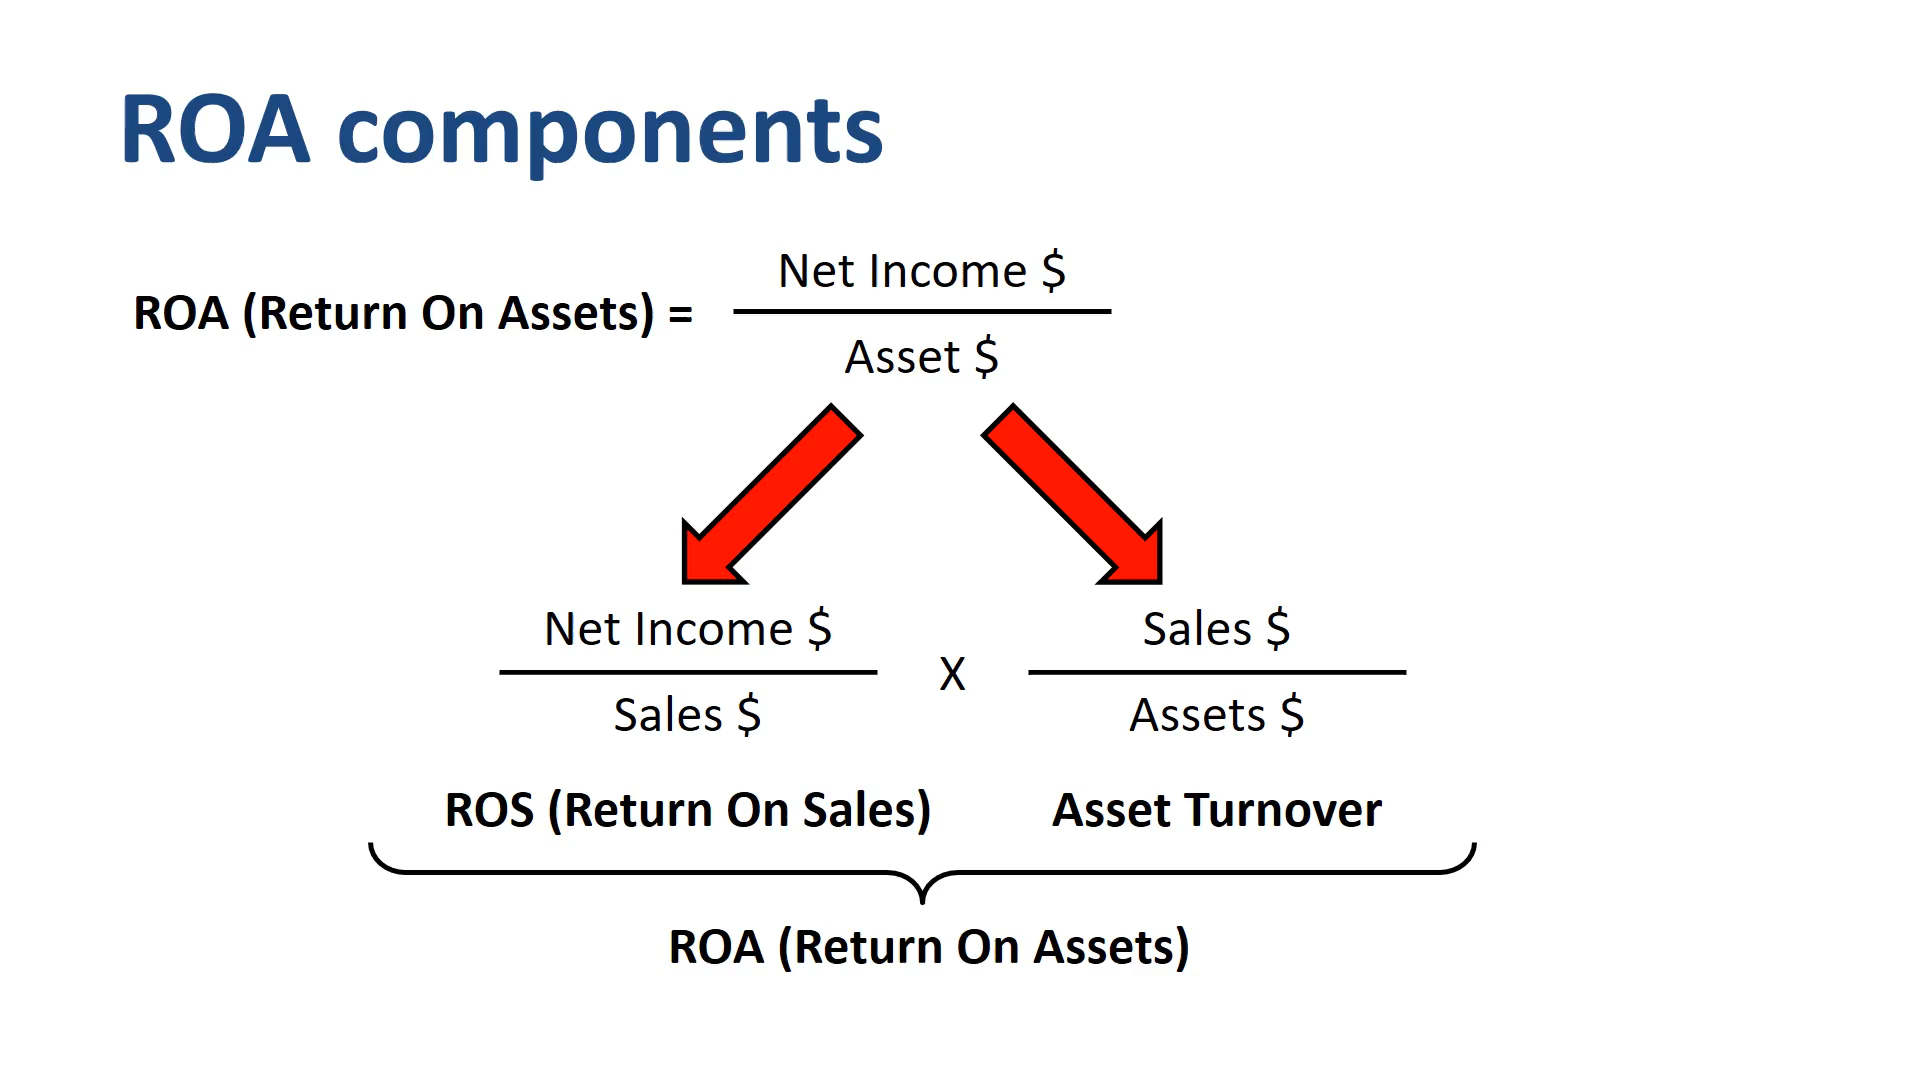 ROA components
Net Income $
ROA (Return On Assets) =
Asset $
Net Income $
Sales $
X
Sales $
Assets $
ROS (Return On Sales)
Asset Turnover
ROA (Return On Assets)